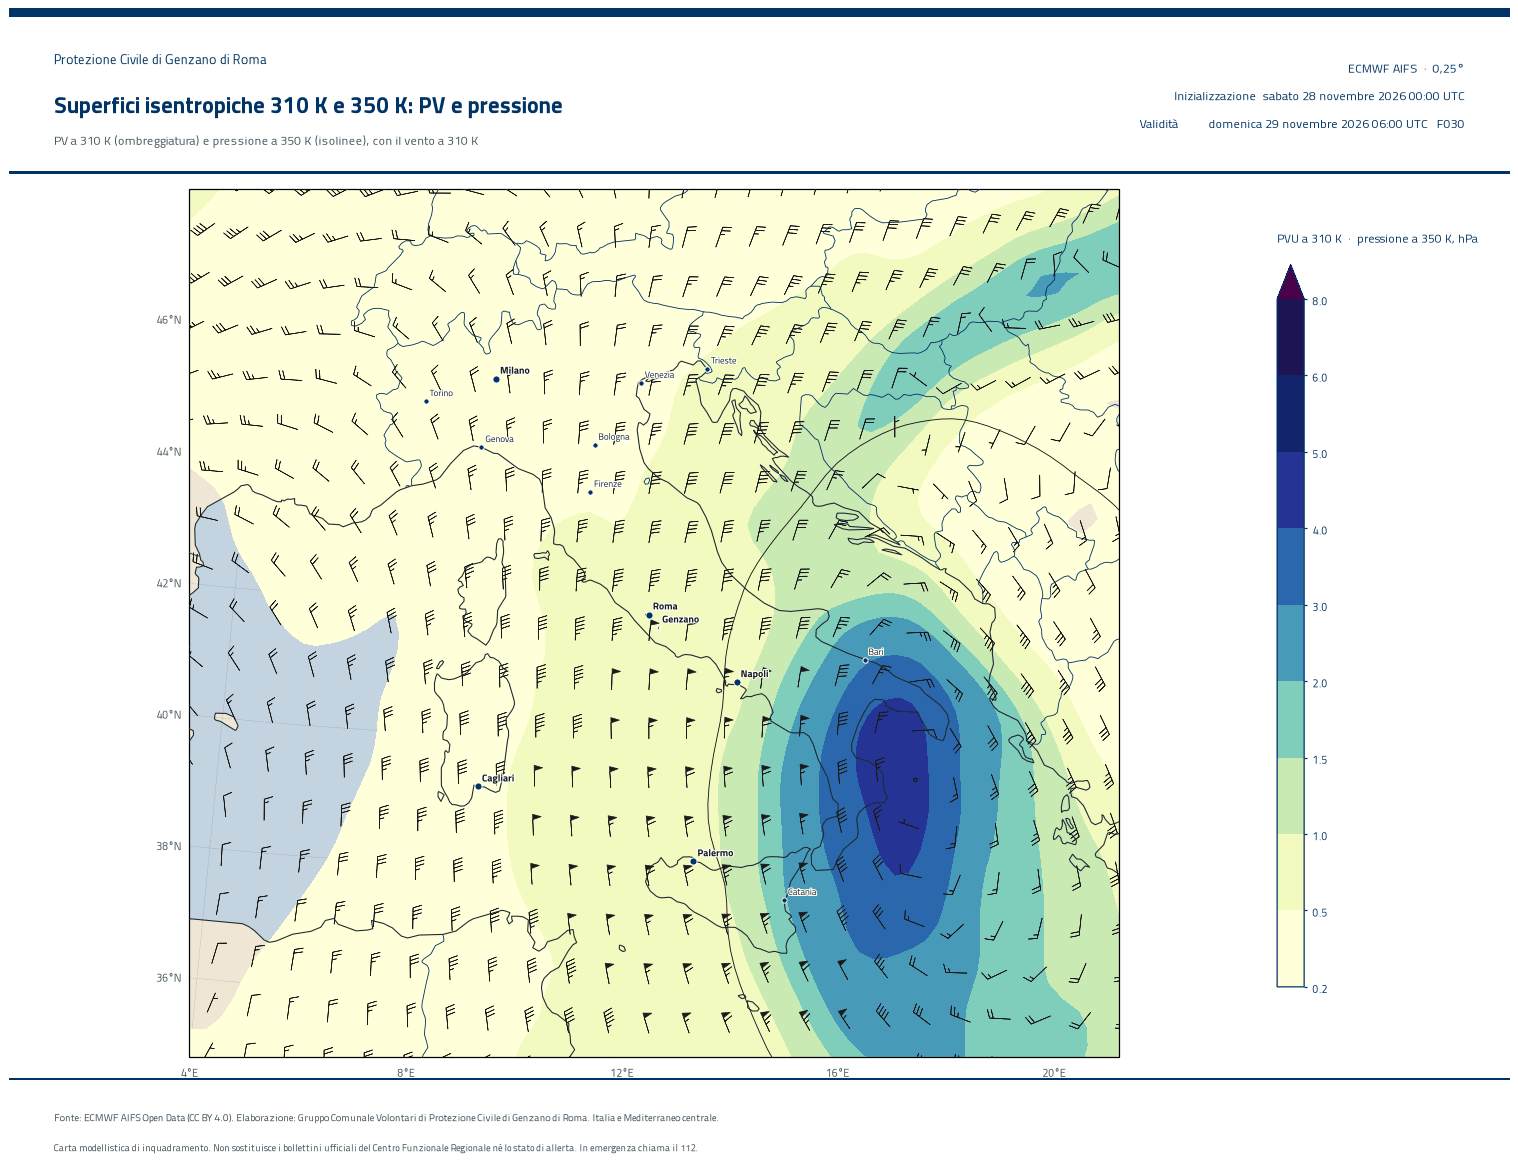 Protezione Civile di Genzano di Roma
Superfici isentropiche 310 K e 350 K: PV e pressione
PV a 310 K (ombreggiatura) e pressione a 350 K (isolinee), con il vento a 310 K
ECMWF AIFS · 0,25°
Inizializzazione sabato 28 novembre 2026 00:00 UTC
Validità domenica 29 novembre 2026 06:00 UTC F030
PVU a 310 K · pressione a 350 K, hPa
8.0
6.0
5.0
4.0
3.0
2.0
1.5
1.0
0.5
0.2
46°N
44°N
42°N
40°N
38°N
36°N
4°E
8°E
12°E
16°E
20°E
Trieste
Milano
Venezia
Torino
Genova
Bologna
Firenze
Roma
Genzano
Bari
Napoli
Cagliari
Palermo
Catania
Fonte: ECMWF AIFS Open Data (CC BY 4.0). Elaborazione: Gruppo Comunale Volontari di Protezione Civile di Genzano di Roma. Italia e Mediterraneo centrale.
Carta modellistica di inquadramento. Non sostituisce i bollettini ufficiali del Centro Funzionale Regionale né lo stato di allerta. In emergenza chiama il 112.